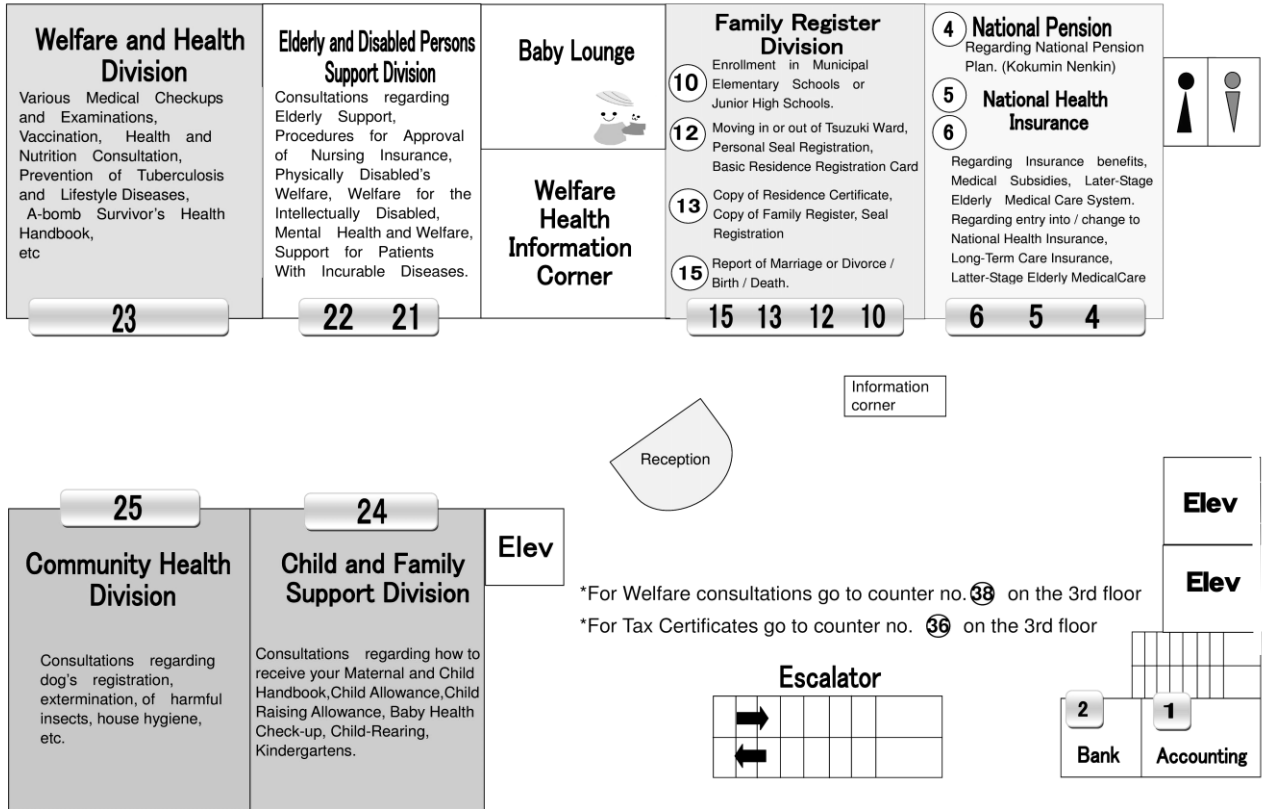 Welfare and Health
Division
Various Medical Checkups
and Examinations,
Vaccination, Health and
Nutrition Consultation,
Prevention of Tuberculosis
and Lifestyle Diseases,
A-bomb Survivor's Health
Handbook,
etc
23
Elderly and Disabled Persons
Support Division
Consultations regarding
Elderly Support,
Procedures for Approval
of Nursing Insurance,
Physically Disabled's
Welfare, Welfare for the
Intellectually Disabled,
Mental Health and Welfare,
Support for Patients
With Incurable Diseases.
22 21
Baby Lounge
Welfare
Health
Information
Corner
Family Register
Division
10
Enrollment in Municipal
Elementary Schools or
Junior High Schools.
12
Moving in or out of Tsuzuki Ward,
Personal Seal Registration,
Basic Residence Registration Card
13
Copy of Residence Certificate,
Copy of Family Register, Seal
Registration
15
Report of Marriage or Divorce /
Birth / Death.
15 13 12 10
4 National Pension
Regarding National Pension
Plan. (Kokumin Nenkin)
5
6
National Health
Insurance
Regarding Insurance benefits,
Medical Subsidies, Later-Stage
Elderly Medical Care System.
Regarding entry into / change to
National Health Insurance,
Long-Term Care Insurance,
Latter-Stage Elderly MedicalCare
6 5 4
Information
corner
Reception
25
Community Health
Division
Consultations regarding
dog's registration,
extermination, of harmful
insects, house hygiene,
etc.
24
Child and Family
Support Division
Consultations regarding how to
receive your Maternal and Child
Handbook,Child Allowance,Child
Raising Allowance, Baby Health
Check-up, Child-Rearing,
Kindergartens.
Elev
Elev
Elev
*For Welfare consultations go to counter no. 38 on the 3rd floor
*For Tax Certificates go to counter no. 36 on the 3rd floor
Escalator
2
Bank
1
Accounting